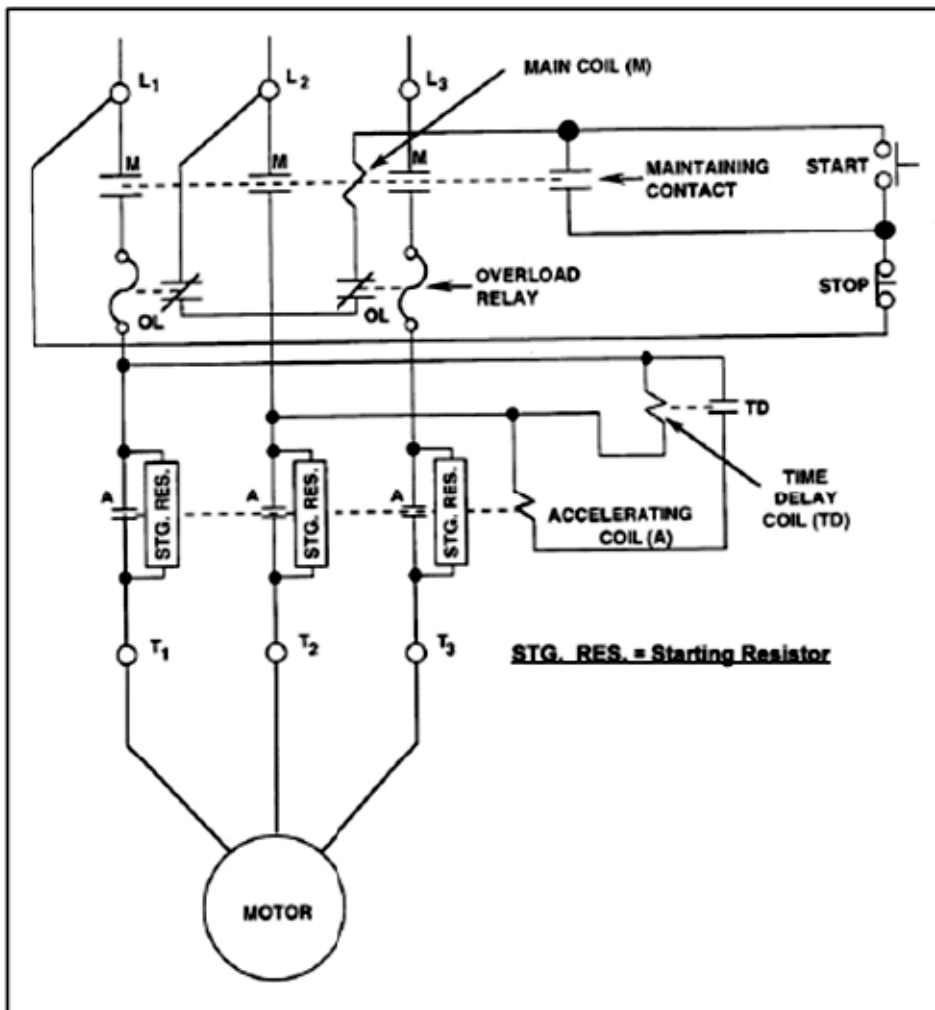 L1
L2
L3
MAIN COIL (M)
M
M
M
MAINTAINING
CONTACT
START
STOP
OVERLOAD
RELAY
OL
OL
TD
TIME
DELAY
COIL (TD)
A
STG. RES.
A
STG. RES.
A
STG. RES.
ACCELERATING
COIL (A)
T1
T2
T3
STG. RES. = Starting Resistor
MOTOR